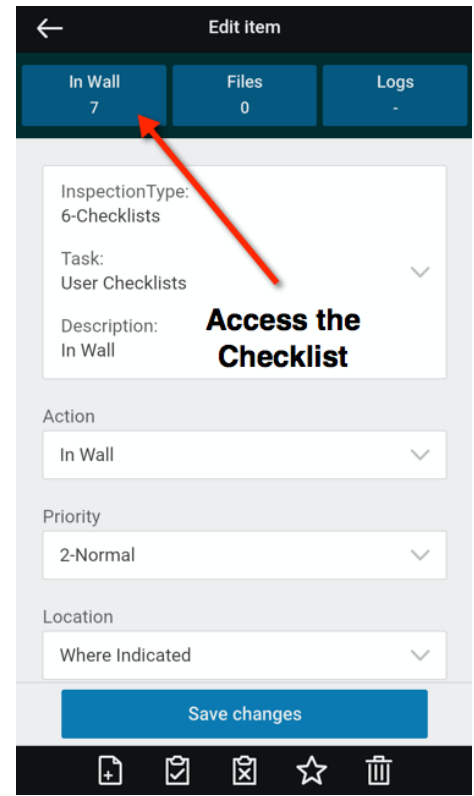 Edit item
In Wall
7
Files
0
Logs
-
InspectionType:
6-Checklists
Task:
User Checklists
Description:
In Wall
Access the
Checklist
Action
In Wall
Priority
2-Normal
Location
Where Indicated
Save changes